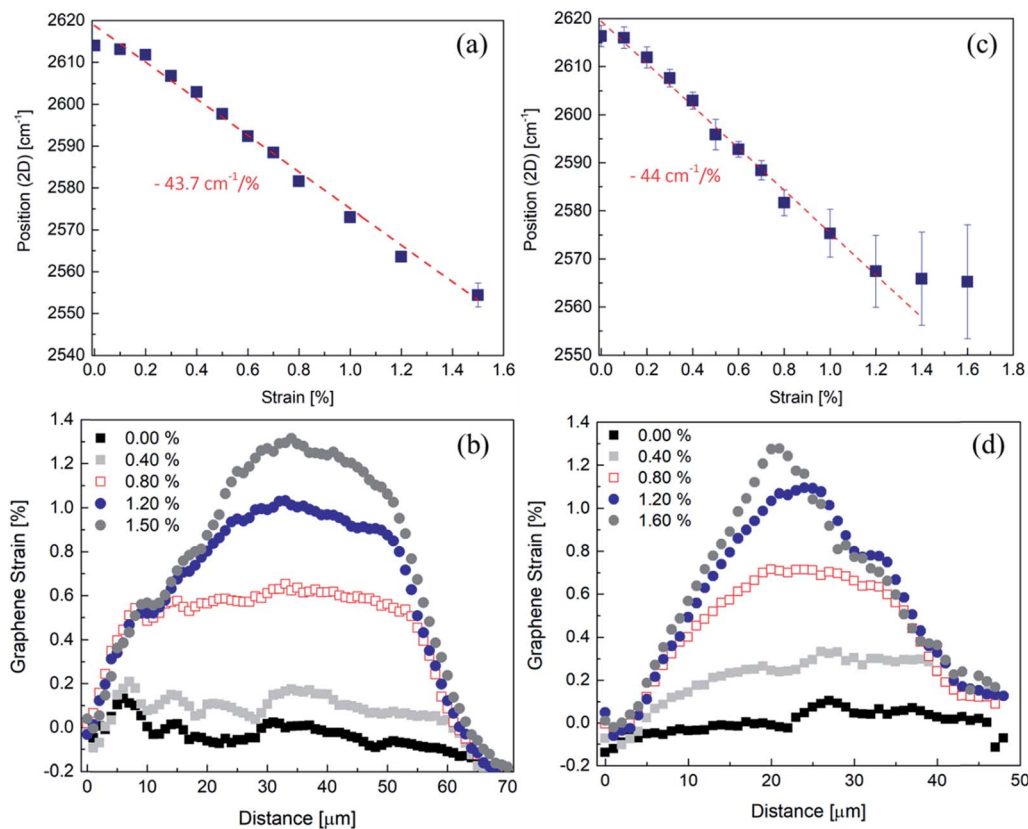 (a)
Position (2D) [cm⁻¹]
2620
2610
2600
2590
2580
2570
2560
2550
2540
- 43.7 cm⁻¹/%
0.0 0.2 0.4 0.6 0.8 1.0 1.2 1.4 1.6
Strain [%]
(c)
Position (2D) [cm⁻¹]
2620
2610
2600
2590
2580
2570
2560
2550
- 44 cm⁻¹/%
0.0 0.2 0.4 0.6 0.8 1.0 1.2 1.4 1.6 1.8
Strain [%]
(b)
Graphene Strain [%]
1.4
1.2
1.0
0.8
0.6
0.4
0.2
0.0
-0.2
0.00 %
0.40 %
0.80 %
1.20 %
1.50 %
0 10 20 30 40 50 60 70
Distance [μm]
(d)
Graphene Strain [%]
1.4
1.2
1.0
0.8
0.6
0.4
0.2
0.0
-0.2
0.00 %
0.40 %
0.80 %
1.20 %
1.60 %
0 10 20 30 40 50
Distance [μm]